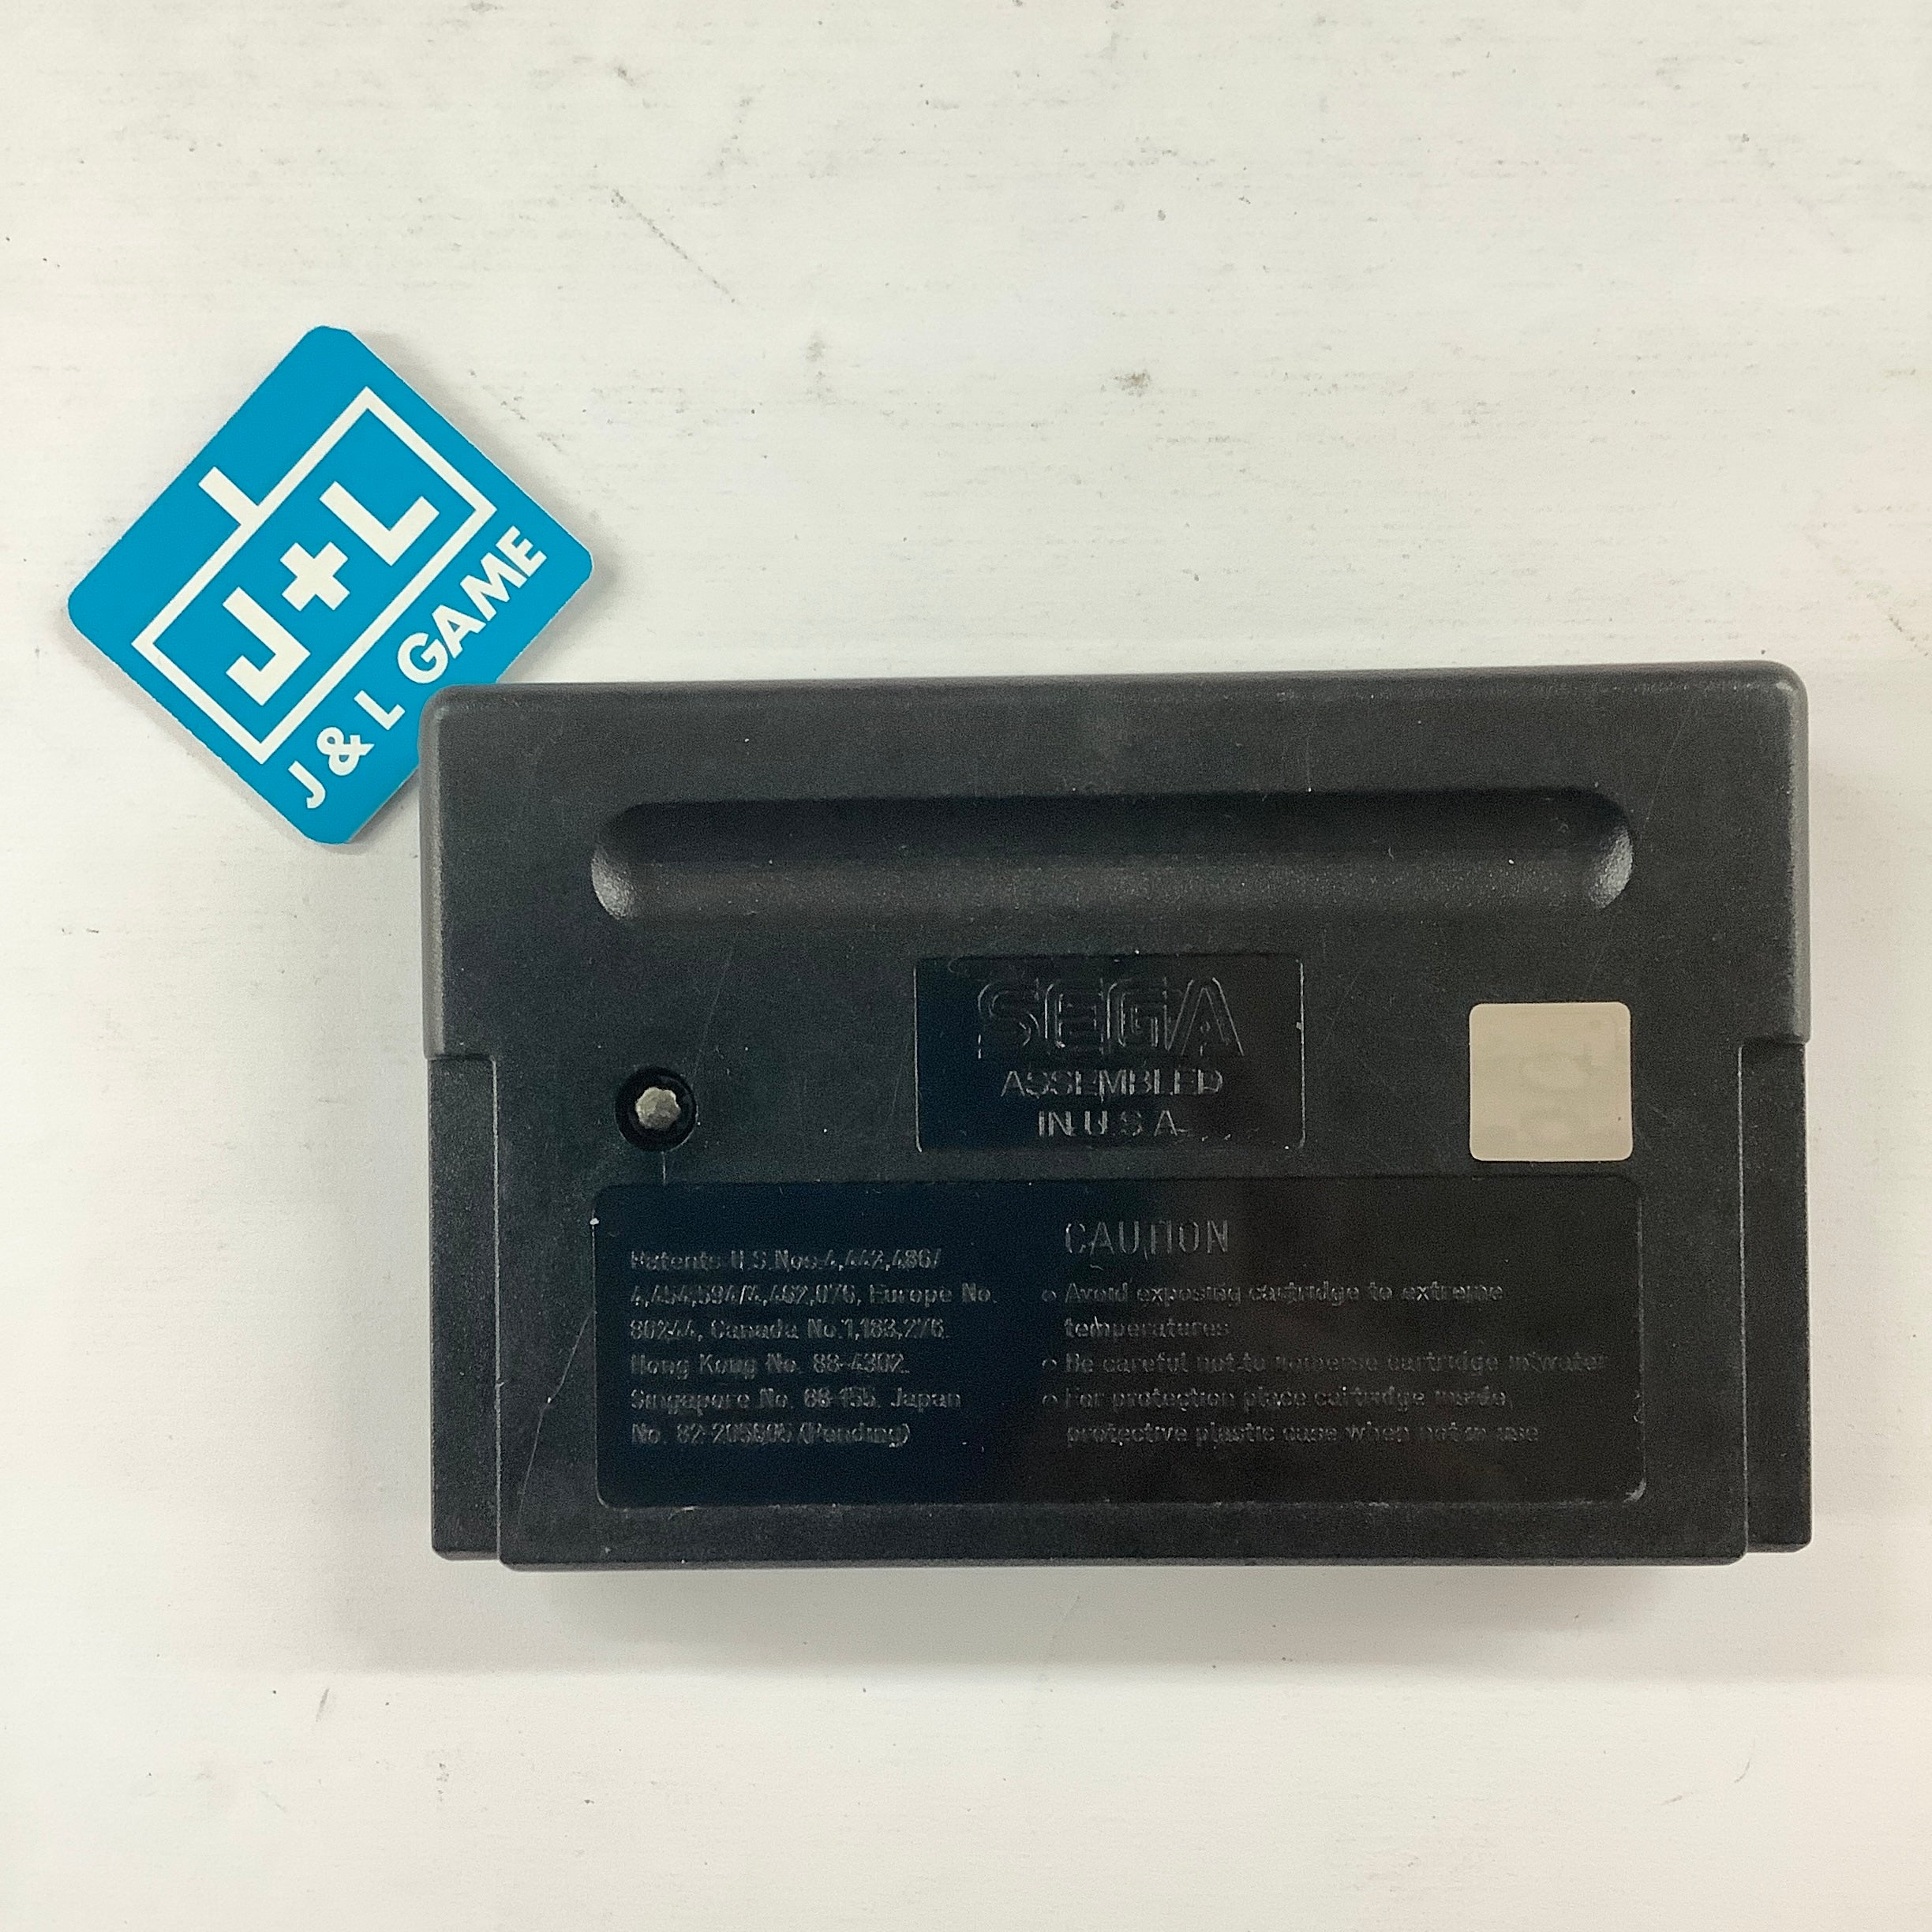 J+L
J & L GAME
SEGA
ASSEMBLED
IN U.S.A.
Patents: U.S. Nos. 4,442,486/
4,454,594/4,462,076, Europe No.
80244, Canada No. 1,183,276,
Hong Kong No. 88-4302,
Singapore No. 88-155, Japan
No. 82-205605 (Pending)
CAUTION
• Avoid exposing cartridge to extreme
temperatures
• Be careful not to immerse cartridge in water
• For protection place cartridge inside,
protective plastic case when not in use